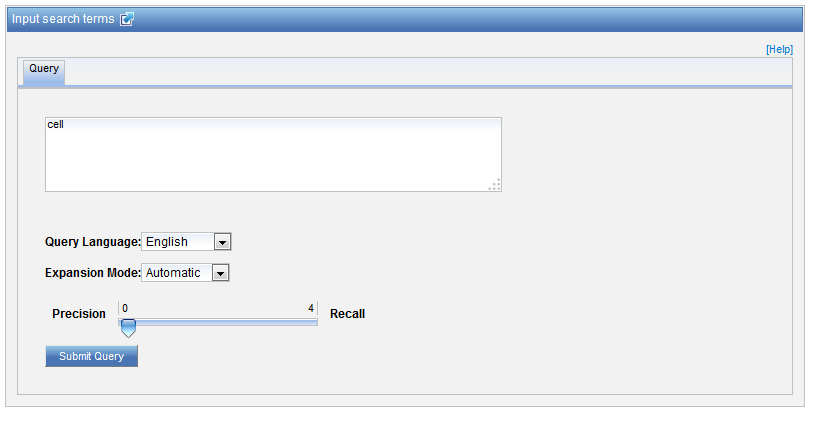 Input search terms
[Help]
Query
cell
Query Language: English
Expansion Mode: Automatic
0 4
Precision Recall
Submit Query